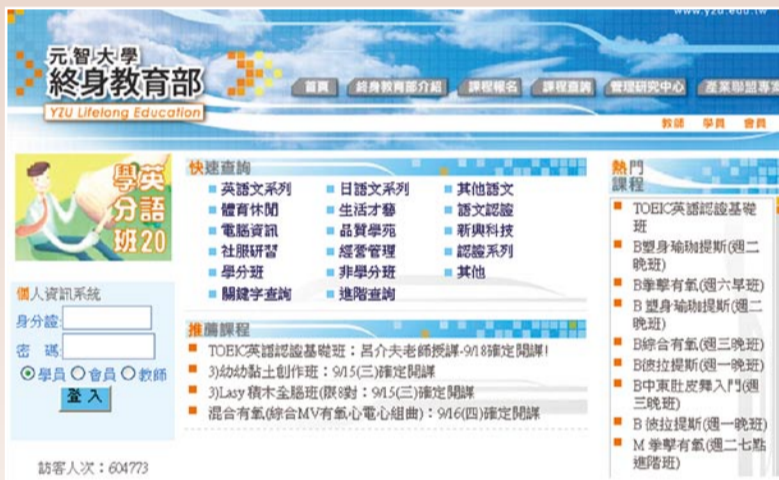 www.yzu.edu.tw
元智大學
終身教育部
YZU Lifelong Education
首頁 終身教育部介紹 課程報名 課程查詢 管理研究中心 產業聯盟專
教師 學員 會員
英語
學分班20
個人資訊系統
身分證:
密 碼:
學員 會員 教師
登入
訪客人次：604773
快速查詢
英語文系列 日語文系列 其他語文
體育休閒 生活才藝 語文認證
電腦資訊 品質學苑 新興科技
社服研習 經營管理 認證系列
學分班 非學分班 其他
關鍵字查詢 進階查詢
推薦課程
TOEIC英語認證基礎班：呂介夫老師授課-9/18確定開課!
3)幼幼黏土創作班：9/15(三)確定開課
3)Lasy 積木全腦班(限8對：9/15(三)確定開課
混合有氧(綜合MV有氧心電心組曲)：9/16(四)確定開課
熱門
課程
TOEIC英語認證基礎
班
B塑身瑜珈提斯(週二
晚班)
B拳擊有氧(週六早班)
B 塑身瑜珈提斯(週二
晚班)
B綜合有氧(週三晚班)
B彼拉提斯(週一晚班)
B中東肚皮舞入門(週
三晚班)
B 彼拉提斯(週一晚班)
M 拳擊有氧(週二七點
進階班)